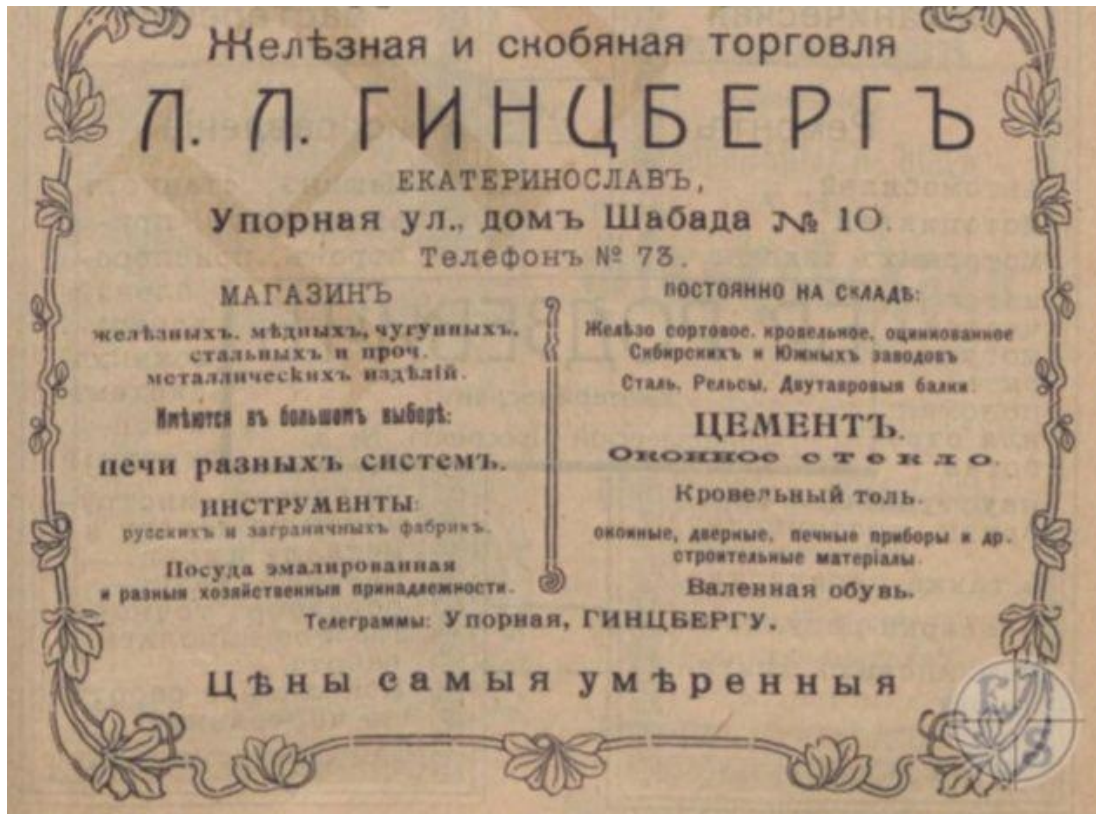 Желѣзная и скобяная торговля
Л. Л. ГИНЦБЕРГЪ
ЕКАТЕРИНОСЛАВЪ,
Упорная ул., домъ Шабада № 10
Телефонъ № 73.
МАГАЗИНЪ
желѣзныхъ. мѣдныхъ, чугунныхъ,
стальныхъ и проч.
металлическихъ издѣлій.
Имѣются въ большомъ выборѣ:
печи разныхъ системъ.
ИНСТРУМЕНТЫ:
русскихъ и заграничныхъ фабрикъ.
Посуда эмалированная
и разныя хозяйственныя принадлежности.
ПОСТОЯННО НА СКЛАДѢ:
Желѣзо сортовое, кровельное, оцинкованное
Сибирскихъ и Южныхъ заводовъ
Сталь, Рельсы, Двутавровыя балки
ЦЕМЕНТЪ.
Оконное стекло.
Кровельный толь.
оконные, дверные, печные приборы и др.
строительные матеріалы.
Валенная обувь.
Телеграммы: Упорная, ГИНЦБЕРГУ.
Цѣны самыя умѣренныя